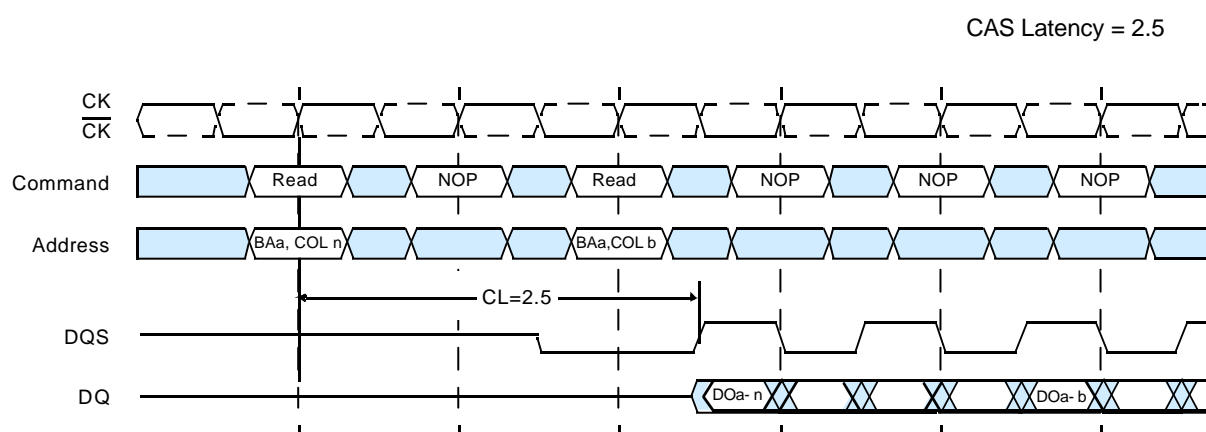 CAS Latency = 2.5
CK
CK
Command Read NOP Read NOP NOP NOP
Address BAa, COL n BAa,COL b
CL=2.5
DQS
DQ DOa- n DOa- b